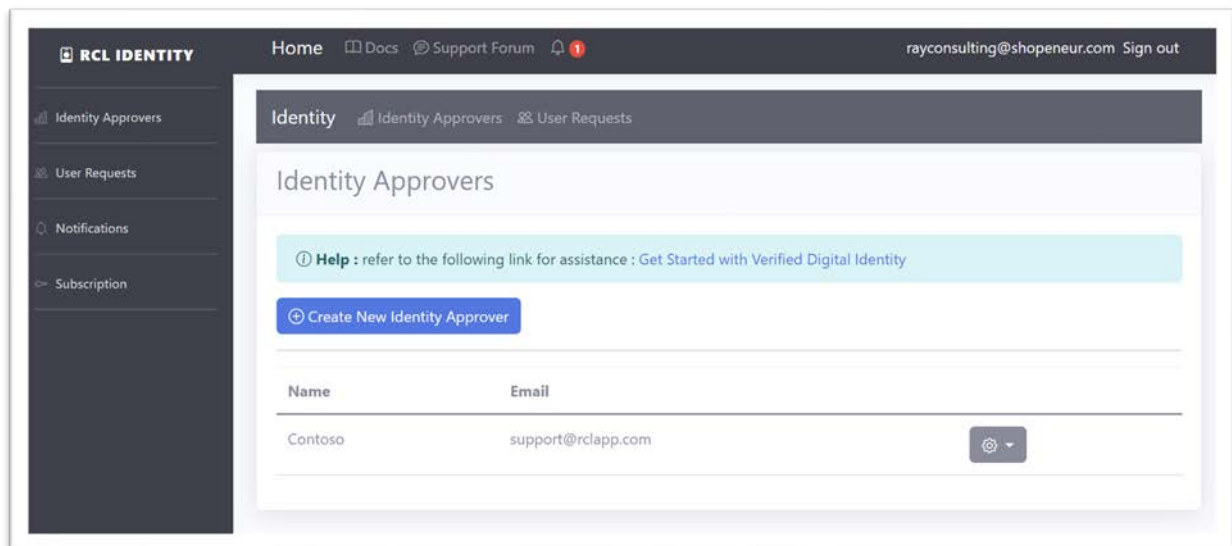 RCL IDENTITY
Home Docs Support Forum 1 rayconsulting@shopeneur.com Sign out
Identity Approvers
User Requests
Notifications
Subscription
Identity Identity Approvers User Requests
Identity Approvers
Help : refer to the following link for assistance : Get Started with Verified Digital Identity
Create New Identity Approver
Name Email
Contoso support@rclapp.com